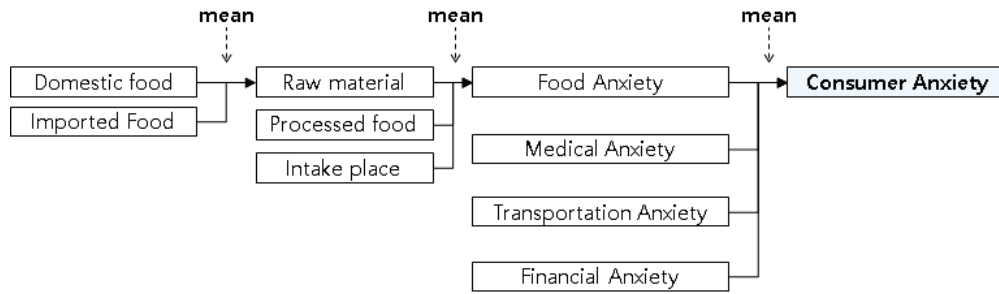 mean mean mean
Domestic food Raw material Food Anxiety Consumer Anxiety
Imported Food Processed food
Intake place Medical Anxiety
Transportation Anxiety
Financial Anxiety